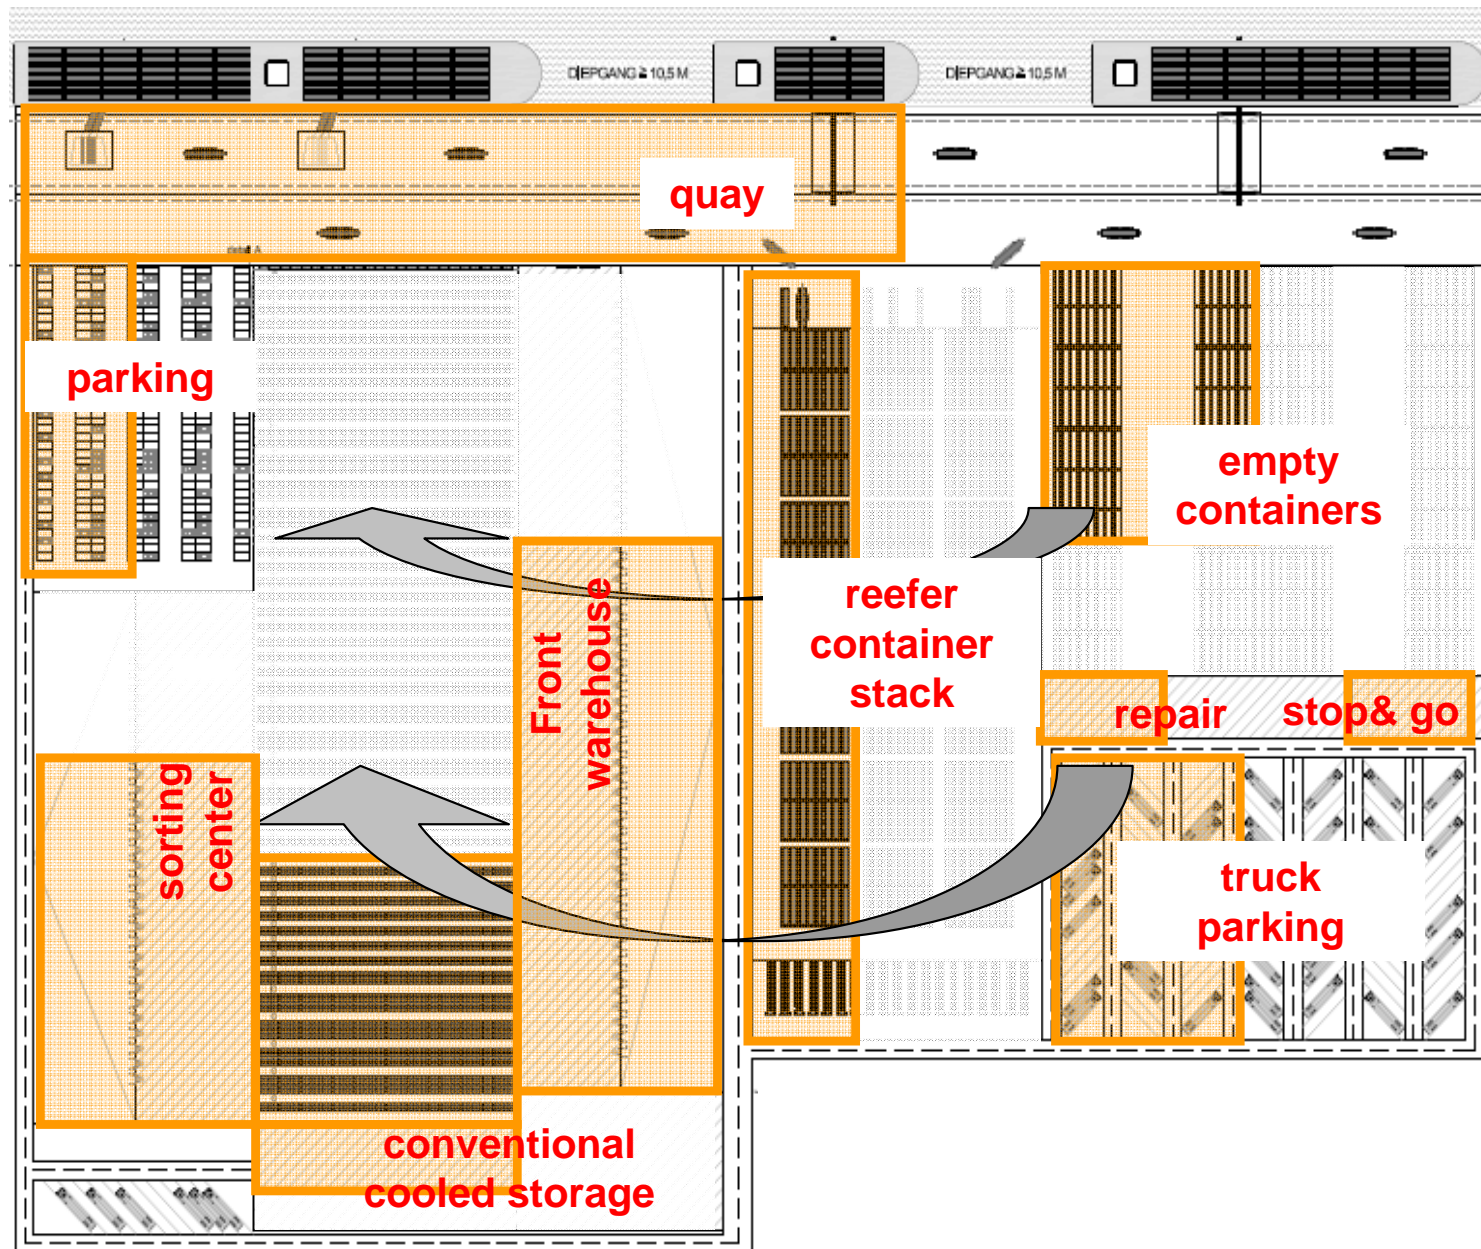 DIEPGANG ≥ 10,5 M
DIEPGANG ≥ 10,5 M
quay
parking
empty
containers
reefer
container
stack
Front
warehouse
repair
stop& go
sorting
center
truck
parking
conventional
cooled storage